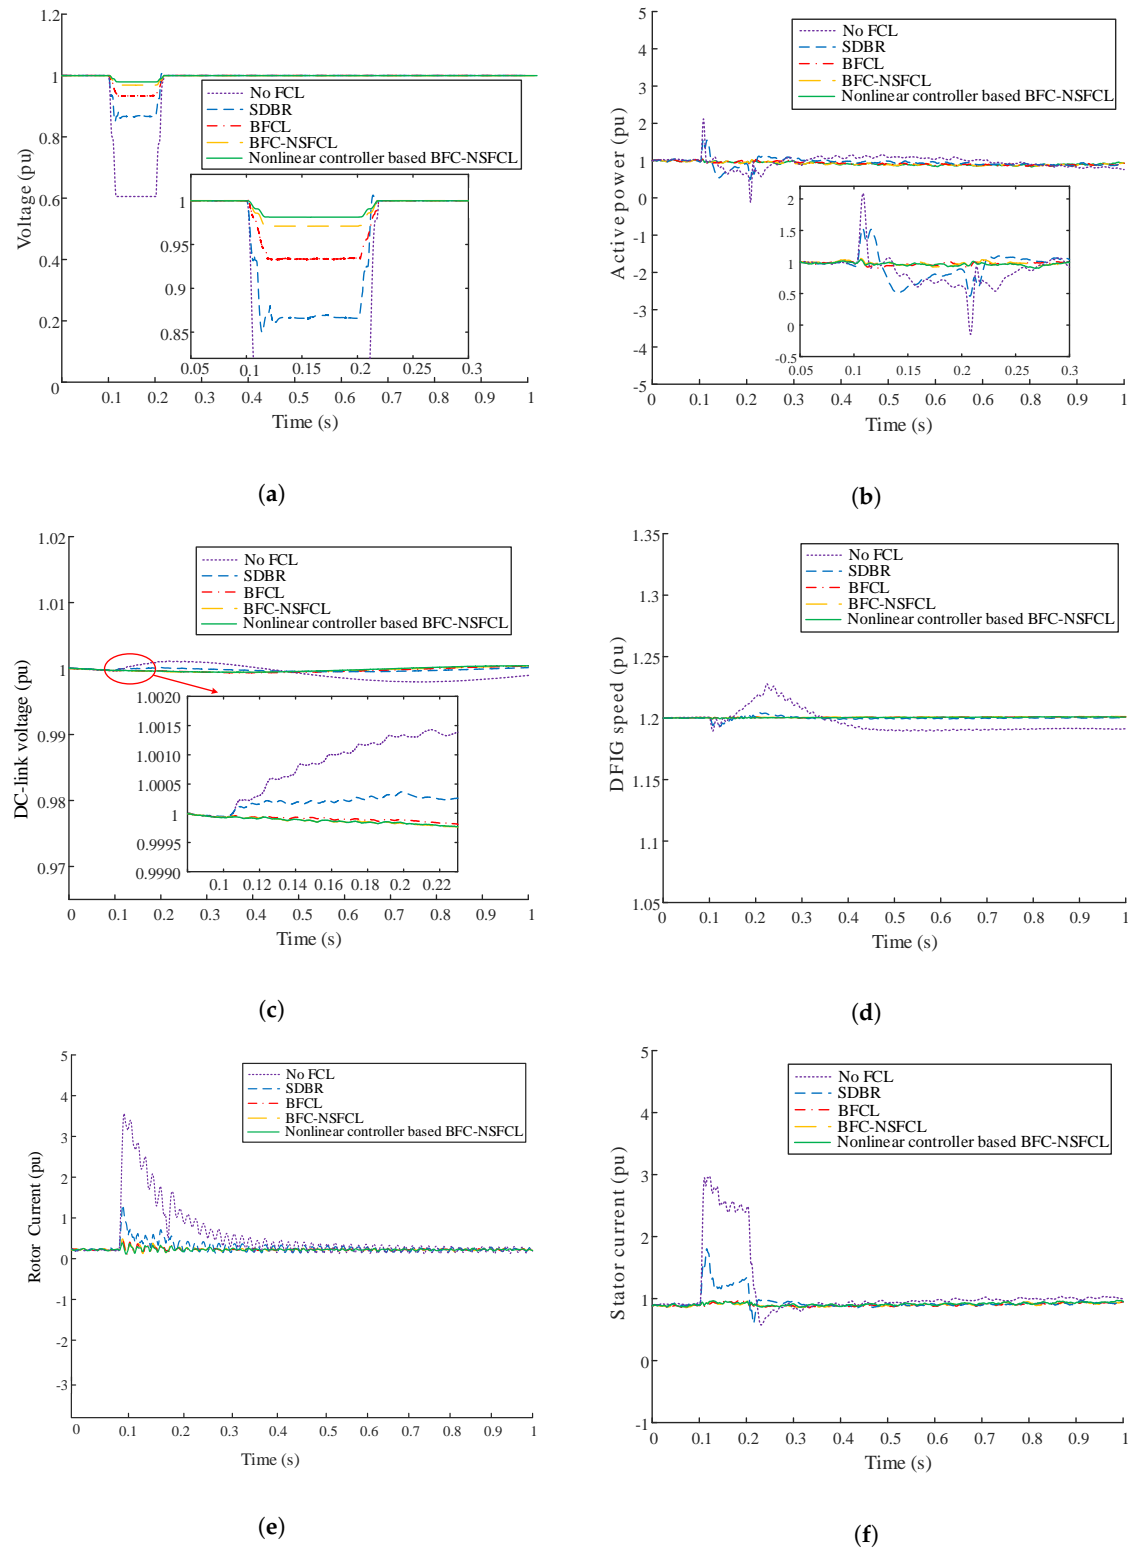 1.2
1
0.8
0.6
0.4
0.2
0
Voltage (pu)
No FCL
SDBR
BFCL
BFC-NSFCL
Nonlinear controller based BFC-NSFCL
1
0.95
0.9
0.85
0.05 0.1 0.15 0.2 0.25 0.3
0.1 0.2 0.3 0.4 0.5 0.6 0.7 0.8 0.9 1
Time (s)
(a)
5
4
3
2
1
0
-1
-2
-3
-4
-5
Active power (pu)
No FCL
SDBR
BFCL
BFC-NSFCL
Nonlinear controller based BFC-NSFCL
2
1.5
1
0.5
0
-0.5
0.05 0.1 0.15 0.2 0.25 0.3
0 0.1 0.2 0.3 0.4 0.5 0.6 0.7 0.8 0.9 1
Time (s)
(b)
1.02
1.01
1
0.99
0.98
0.97
DC-link voltage (pu)
No FCL
SDBR
BFCL
BFC-NSFCL
Nonlinear controller based BFC-NSFCL
1.0020
1.0015
1.0010
1.0005
1
0.9995
0.9990
0.1 0.12 0.14 0.16 0.18 0.2 0.22
0 0.1 0.2 0.3 0.4 0.5 0.6 0.7 0.8 0.9 1
Time (s)
(c)
1.35
1.3
1.25
1.2
1.15
1.1
1.05
DFIG speed (pu)
No FCL
SDBR
BFCL
BFC-NSFCL
Nonlinear controller based BFC-NSFCL
0 0.1 0.2 0.3 0.4 0.5 0.6 0.7 0.8 0.9 1
Time (s)
(d)
5
4
3
2
1
0
-1
-2
-3
Rotor Current (pu)
No FCL
SDBR
BFCL
BFC-NSFCL
Nonlinear controller based BFC-NSFCL
0 0.1 0.2 0.3 0.4 0.5 0.6 0.7 0.8 0.9 1
Time (s)
(e)
5
4
3
2
1
0
-1
Stator current (pu)
No FCL
SDBR
BFCL
BFC-NSFCL
Nonlinear controller based BFC-NSFCL
0 0.1 0.2 0.3 0.4 0.5 0.6 0.7 0.8 0.9 1
Time (s)
(f)